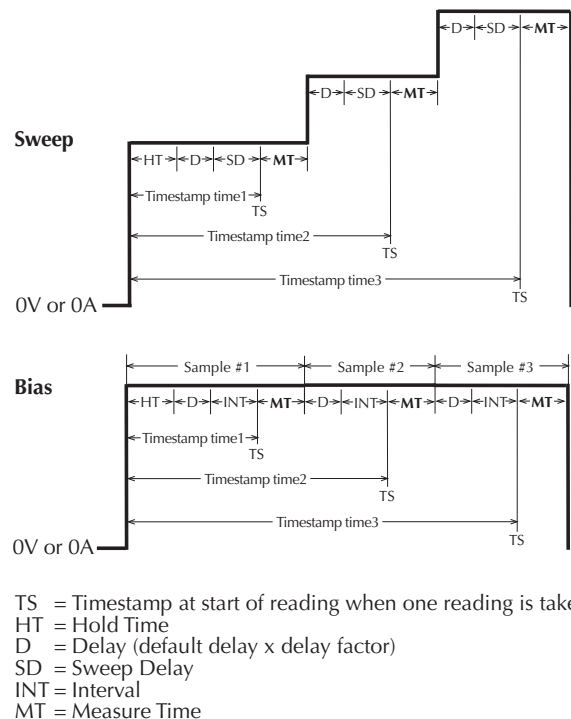 D SD MT
D SD MT
Sweep
HT D SD MT
Timestamp time1
TS
Timestamp time2
TS
Timestamp time3
TS
0V or 0A
Sample #1 Sample #2 Sample #3
Bias
HT D INT MT D INT MT D INT MT
Timestamp time1
TS
Timestamp time2
TS
Timestamp time3
TS
0V or 0A
TS = Timestamp at start of reading when one reading is take
HT = Hold Time
D = Delay (default delay x delay factor)
SD = Sweep Delay
INT = Interval
MT = Measure Time